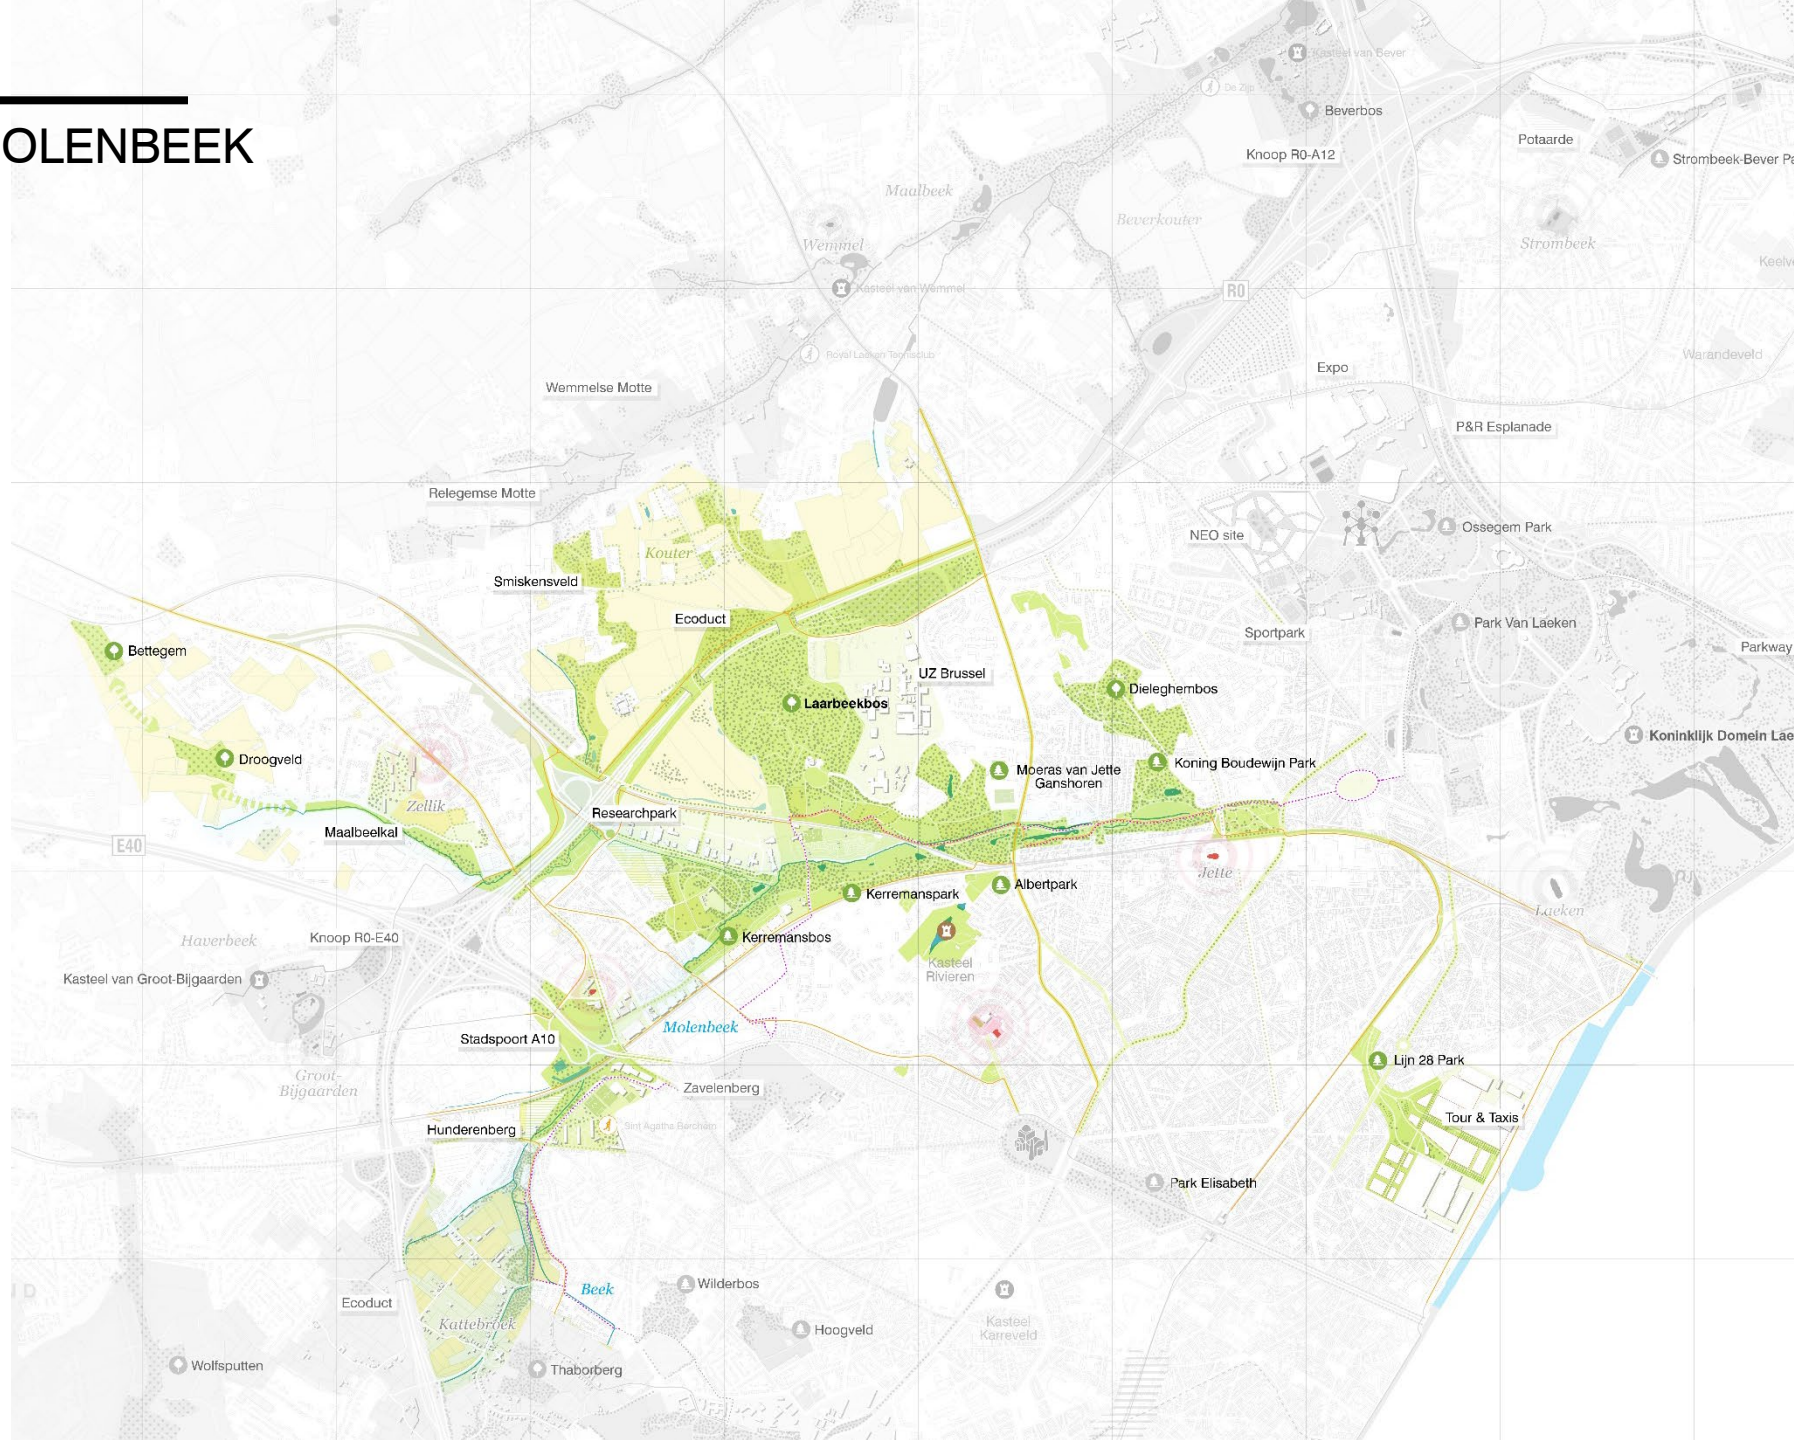 OLENBEEK
Kasteel van Bever
De Zijp
Beverbos
Potaarde
Knoop R0-A12
Strombeek-Bever Pa
Maalbeek
Beverkouter
Wemmel
Strombeek
Keelve
Kasteel van Wemmel
R0
Royal Laeken Tennisclub
Warandeveld
Expo
Wemmelse Motte
P&R Esplanade
Relegemse Motte
Ossegem Park
NEO site
Kouter
Smiskensveld
Ecoduct
Park Van Laeken
Sportpark
Parkway
Bettegem
UZ Brussel
Dieleghembos
Laarbeekbos
Koninklijk Domein Lae
Droogveld
Koning Boudewijn Park
Moeras van Jette
Ganshoren
Zellik
Researchpark
Maalbeelkal
E40
Jette
Albertpark
Kerremanspark
Laeken
Kerremansbos
Haverbeek
Knoop R0-E40
Kasteel
Rivieren
Kasteel van Groot-Bijgaarden
Molenbeek
Stadspoort A10
Lijn 28 Park
Groot-
Bijgaarden
Zavelenberg
Tour & Taxis
Hunderenberg
Sint Agatha Berchem
Park Elisabeth
Wilderbos
Beek
I D
Ecoduct
Kattebroek
Kasteel
Karreveld
Hoogveld
Wolfsputten
Thaborberg